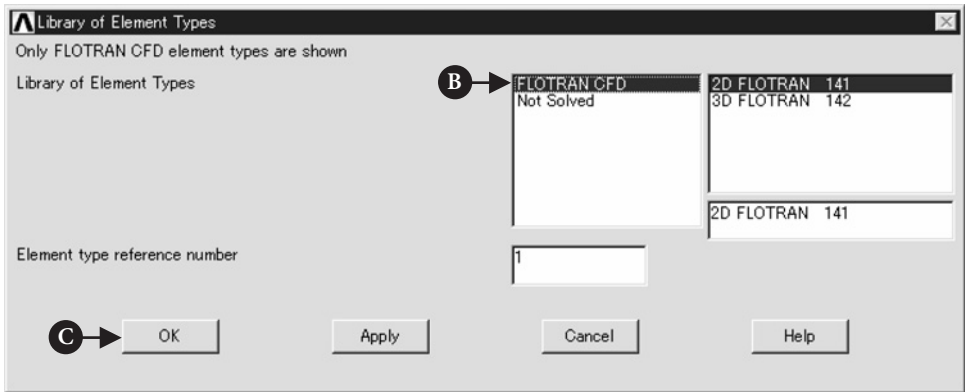 Library of Element Types
Only FLOTRAN CFD element types are shown
Library of Element Types
B
FLOTRAN CFD
Not Solved
2D FLOTRAN 141
3D FLOTRAN 142
2D FLOTRAN 141
Element type reference number
1
C
OK
Apply
Cancel
Help